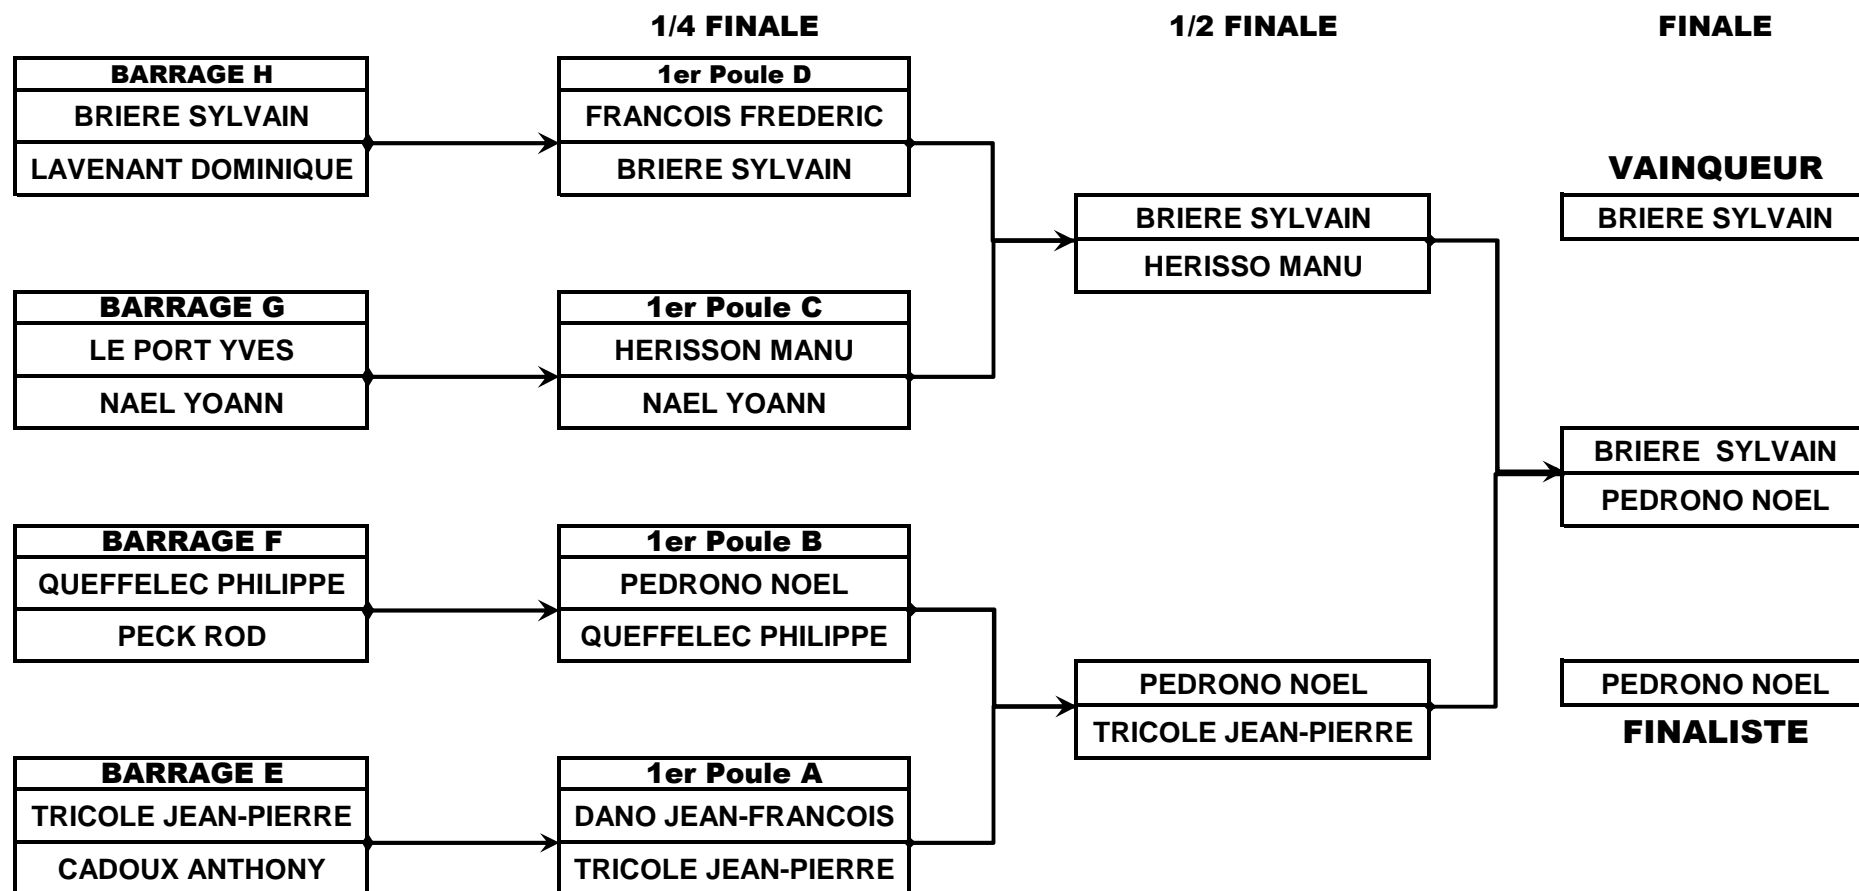 1/4 FINALE
1/2 FINALE
FINALE
BARRAGE H
BRIERE SYLVAIN
LAVENANT DOMINIQUE
1er Poule D
FRANCOIS FREDERIC
BRIERE SYLVAIN
BARRAGE G
LE PORT YVES
NAEL YOANN
1er Poule C
HERISSON MANU
NAEL YOANN
BRIERE SYLVAIN
HERISSO MANU
VAINQUEUR
BRIERE SYLVAIN
BARRAGE F
QUEFFELEC PHILIPPE
PECK ROD
1er Poule B
PEDRONO NOEL
QUEFFELEC PHILIPPE
BARRAGE E
TRICOLE JEAN-PIERRE
CADOUX ANTHONY
1er Poule A
DANO JEAN-FRANCOIS
TRICOLE JEAN-PIERRE
PEDRONO NOEL
TRICOLE JEAN-PIERRE
BRIERE  SYLVAIN
PEDRONO NOEL
PEDRONO NOEL
FINALISTE